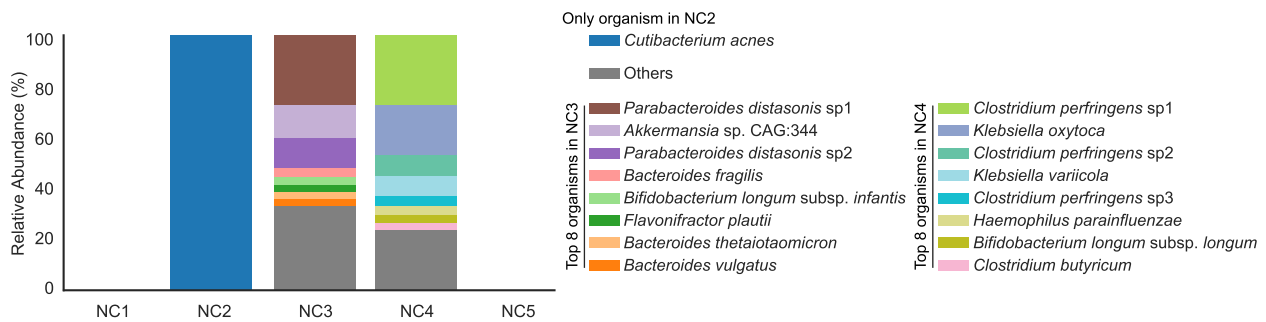 Relative Abundance (%)
100
80
60
40
20
0
NC1
NC2
NC3
NC4
NC5
Only organism in NC2
Cutibacterium acnes
Others
Top 8 organisms in NC3
Parabacteroides distasonis sp1
Akkermansia sp. CAG:344
Parabacteroides distasonis sp2
Bacteroides fragilis
Bifidobacterium longum subsp. infantis
Flavonifractor plautii
Bacteroides thetaiotaomicron
Bacteroides vulgatus
Top 8 organisms in NC4
Clostridium perfringens sp1
Klebsiella oxytoca
Clostridium perfringens sp2
Klebsiella variicola
Clostridium perfringens sp3
Haemophilus parainfluenzae
Bifidobacterium longum subsp. longum
Clostridium butyricum